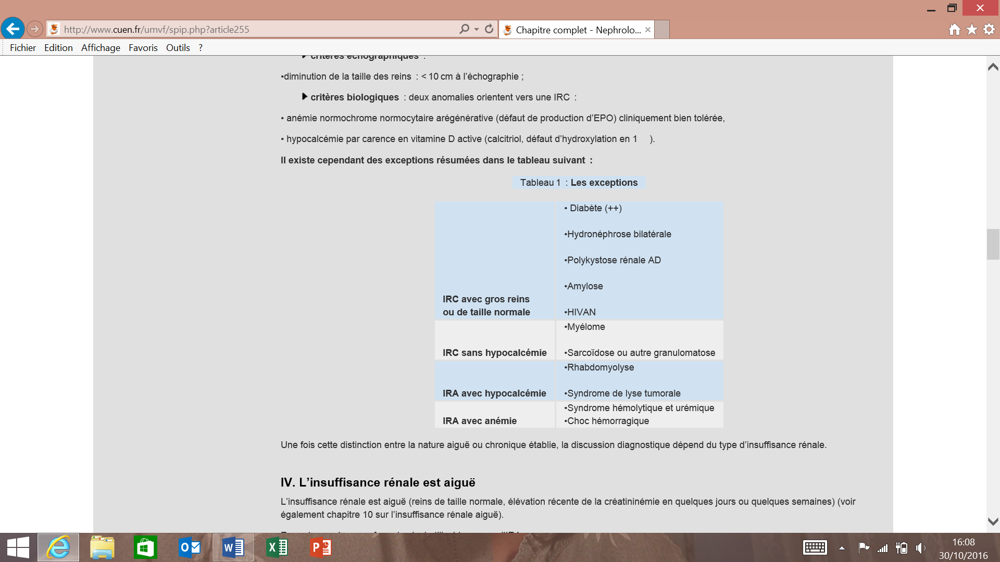 http://www.cuen.fr/umvf/spip.php?article255
Chapitre complet - Nephrolo...
Fichier Edition Affichage Favoris Outils ?
critères échographiques :
•diminution de la taille des reins : < 10 cm à l’échographie ;
critères biologiques : deux anomalies orientent vers une IRC :
• anémie normochrome normocytaire arégénérative (défaut de production d’EPO) cliniquement bien tolérée,
• hypocalcémie par carence en vitamine D active (calcitriol, défaut d’hydroxylation en 1 ).
Il existe cependant des exceptions résumées dans le tableau suivant :
Tableau 1 : Les exceptions
IRC avec gros reins
ou de taille normale
• Diabète (++)
•Hydronéphrose bilatérale
•Polykystose rénale AD
•Amylose
•HIVAN
IRC sans hypocalcémie
•Myélome
•Sarcoïdose ou autre granulomatose
IRA avec hypocalcémie
•Rhabdomyolyse
•Syndrome de lyse tumorale
IRA avec anémie
•Syndrome hémolytique et urémique
•Choc hémorragique
Une fois cette distinction entre la nature aiguë ou chronique établie, la discussion diagnostique dépend du type d’insuffisance rénale.
IV. L’insuffisance rénale est aiguë
L’insuffisance rénale est aiguë (reins de taille normale, élévation récente de la créatininémie en quelques jours ou quelques semaines) (voir
également chapitre 10 sur l’insuffisance rénale aiguë).
16:08
30/10/2016